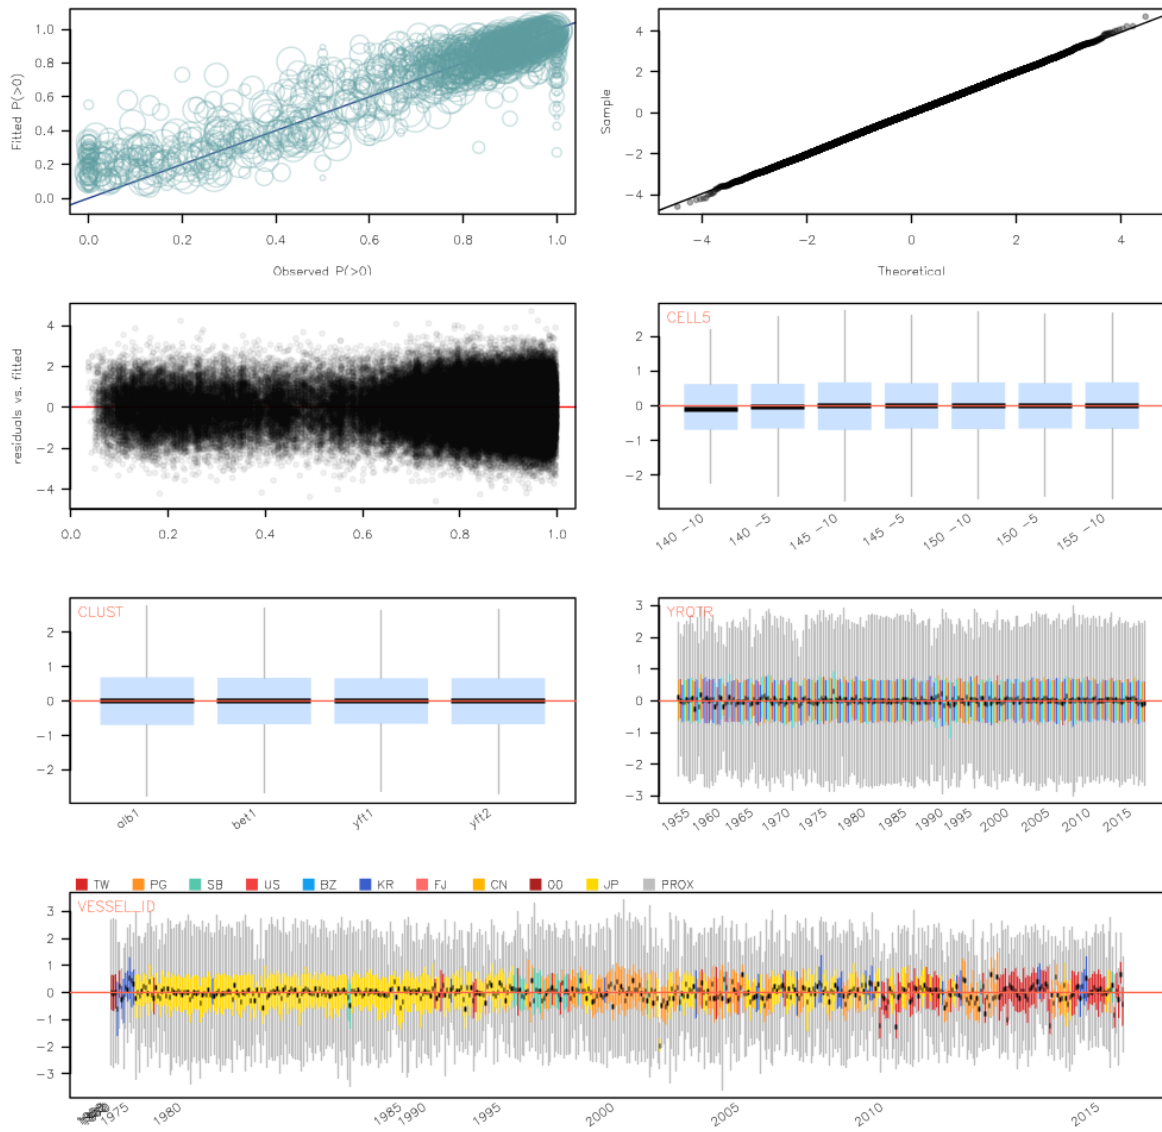 1.0
0.8
0.6
0.4
0.2
0.0
Fitted P(>0)
0.0 0.2 0.4 0.6 0.8 1.0
Observed P(>0)
4
2
0
−2
−4
Sample
−4 −2 0 2 4
Theoretical
4
2
0
−2
−4
residuals vs. fitted
0.0 0.2 0.4 0.6 0.8 1.0
CELL5
2
1
0
−1
−2
140 −10 140 −5 145 −10 145 −5 150 −10 150 −5 155 −10
CLUST
2
1
0
−1
−2
alb1 bet1 yft1 yft2
YRQTR
3
2
1
0
−1
−2
−3
1955 1960 1965 1970 1975 1980 1985 1990 1995 2000 2005 2010 2015
TW PG SB US BZ KR FJ CN OO JP PROX
VESSEL_ID
3
2
1
0
−1
−2
−3
1975 1980 1985 1990 1995 2000 2005 2010 2015